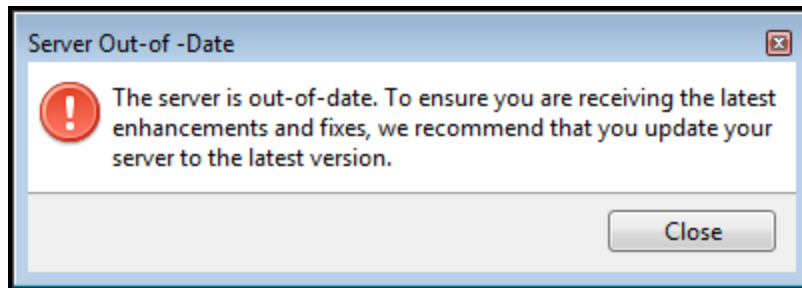 Server Out-of -Date
The server is out-of-date. To ensure you are receiving the latest
enhancements and fixes, we recommend that you update your
server to the latest version.
Close